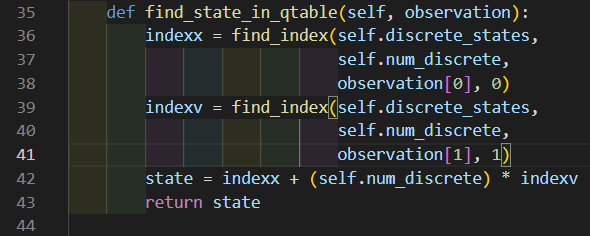 35 def find_state_in_qtable(self, observation):
36 indexx = find_index(self.discrete_states,
37 self.num_discrete,
38 observation[0], 0)
39 indexv = find_index(self.discrete_states,
40 self.num_discrete,
41 observation[1], 1)
42 state = indexx + (self.num_discrete) * indexv
43 return state
44